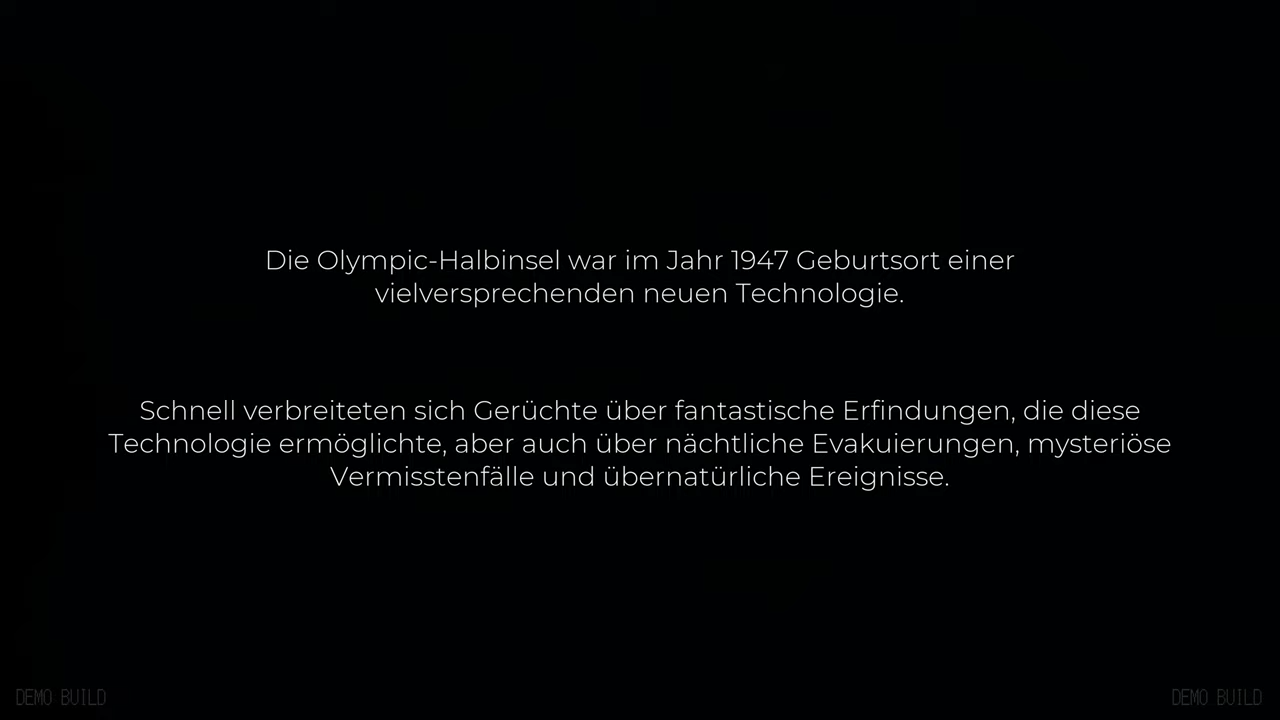 Die Olympic-Halbinsel war im Jahr 1947 Geburtsort einer
vielversprechenden neuen Technologie.
Schnell verbreiteten sich Gerüchte über fantastische Erfindungen, die diese
Technologie ermöglichte, aber auch über nächtliche Evakuierungen, mysteriöse
Vermisstenfälle und übernatürliche Ereignisse.
DEMO BUILD
DEMO BUILD